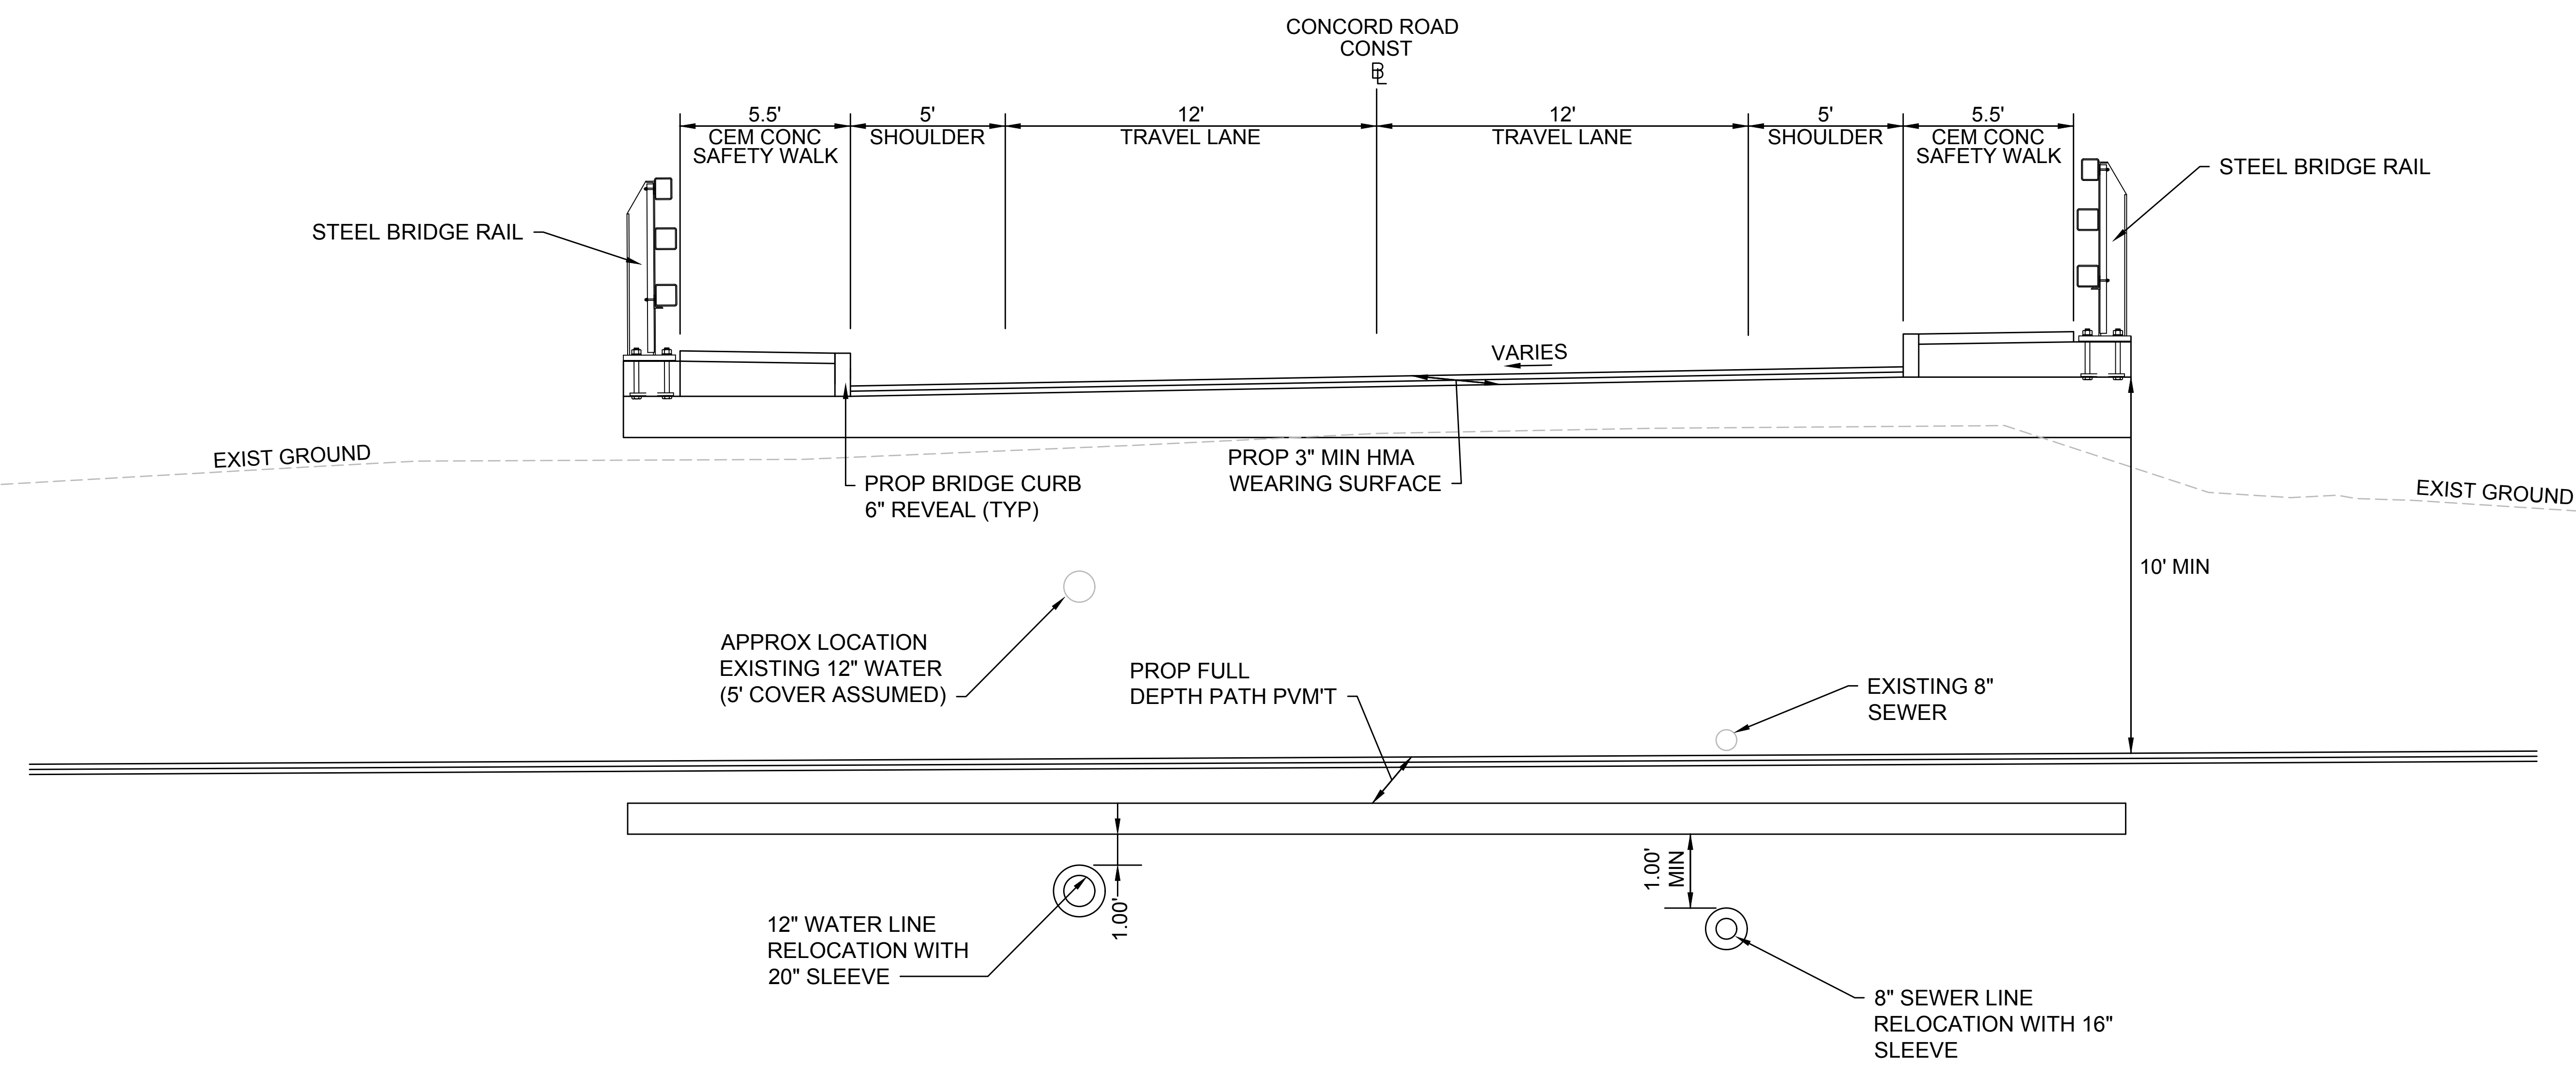 CONCORD ROAD
CONST
BL
5.5'
CEM CONC
SAFETY WALK
5'
SHOULDER
12'
TRAVEL LANE
12'
TRAVEL LANE
5'
SHOULDER
5.5'
CEM CONC
SAFETY WALK
STEEL BRIDGE RAIL
STEEL BRIDGE RAIL
VARIES
EXIST GROUND
PROP BRIDGE CURB
6" REVEAL (TYP)
PROP 3" MIN HMA
WEARING SURFACE
EXIST GROUND
10' MIN
APPROX LOCATION
EXISTING 12" WATER
(5' COVER ASSUMED)
PROP FULL
DEPTH PATH PVM'T
EXISTING 8"
SEWER
1.00'
1.00'
MIN
12" WATER LINE
RELOCATION WITH
20" SLEEVE
8" SEWER LINE
RELOCATION WITH 16"
SLEEVE